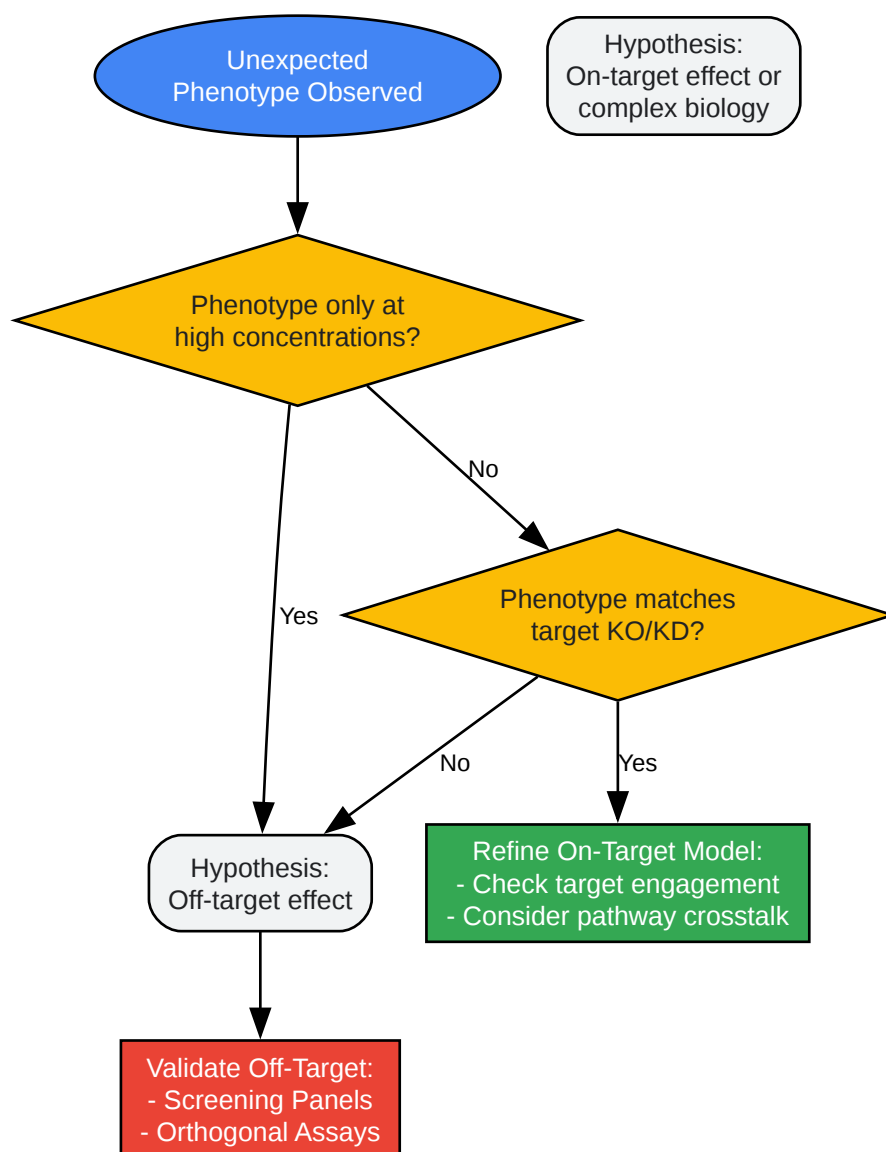 Unexpected
Phenotype Observed
Hypothesis:
On-target effect or
complex biology
Phenotype only at
high concentrations?
No
Phenotype matches
target KO/KD?
Yes
No
Yes
Hypothesis:
Off-target effect
Refine On-Target Model:
- Check target engagement
- Consider pathway crosstalk
Validate Off-Target:
- Screening Panels
- Orthogonal Assays